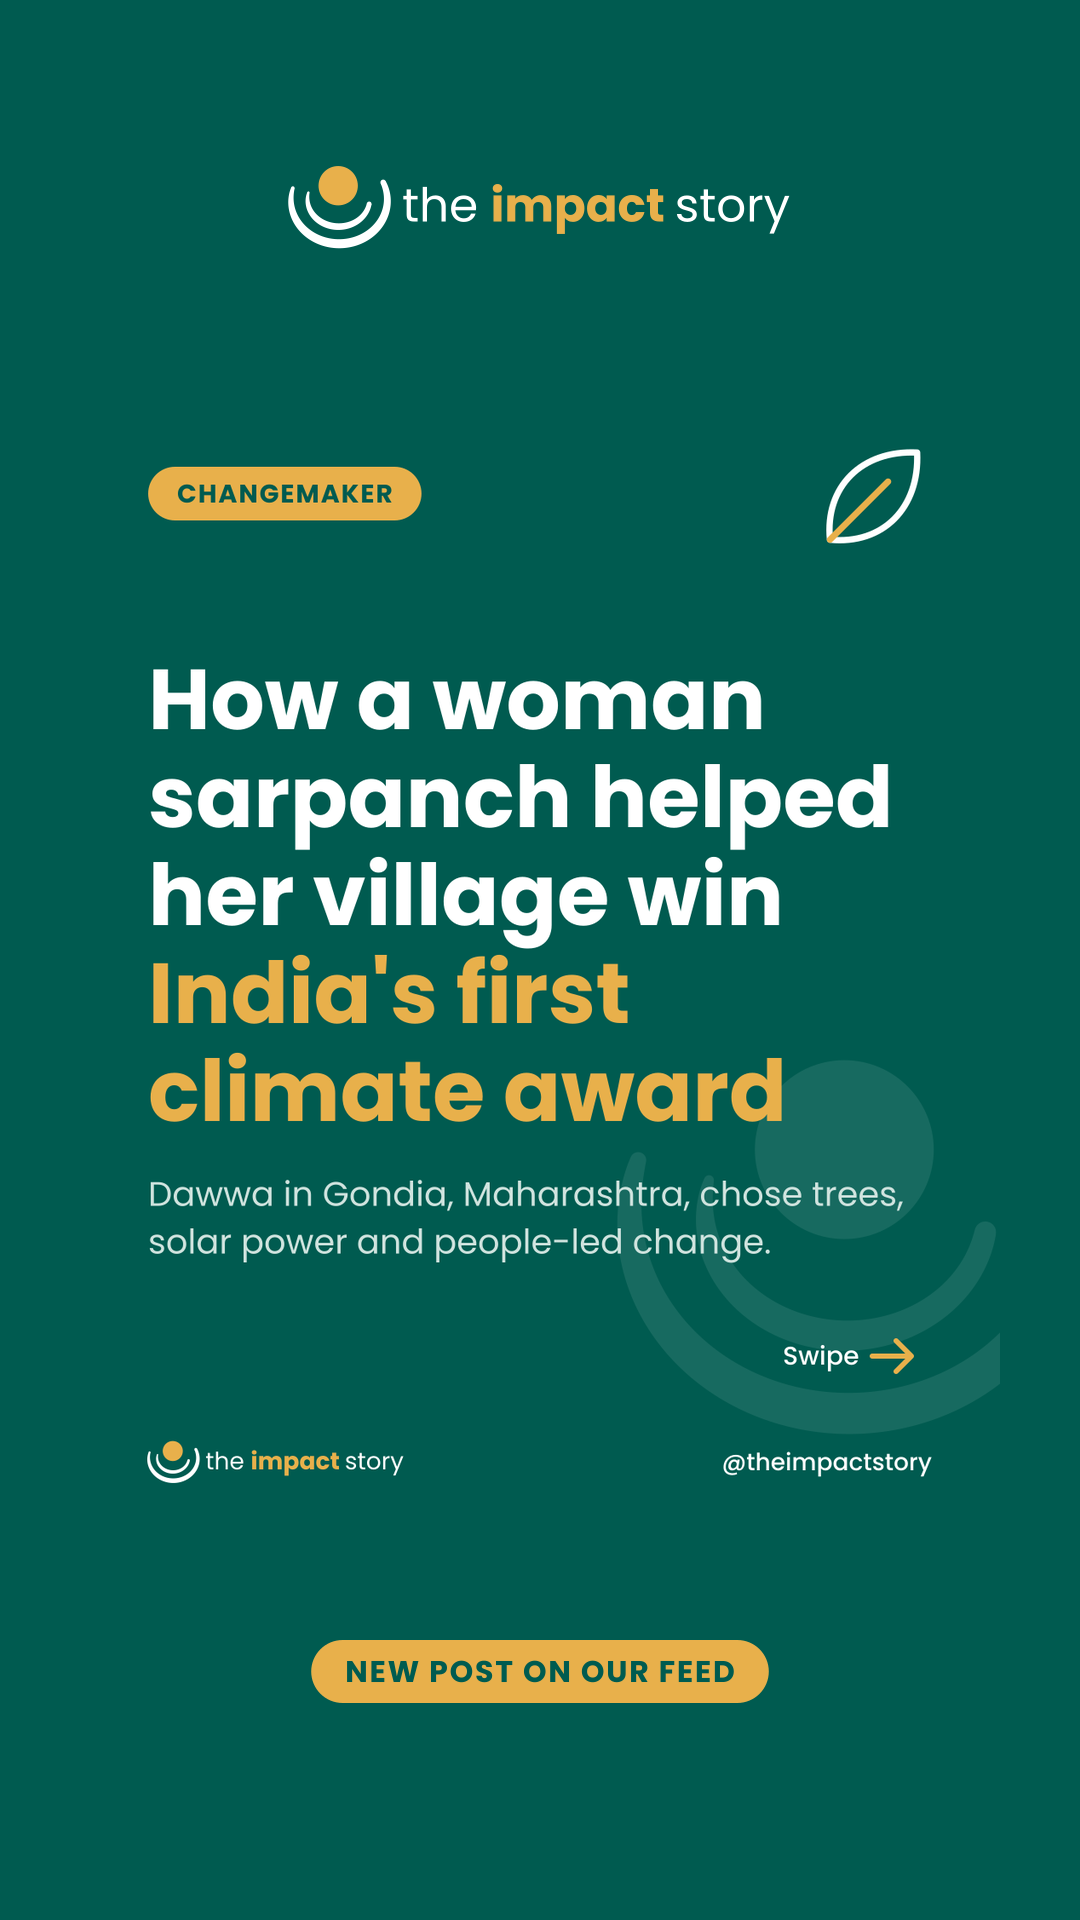 the impact story
CHANGEMAKER
How a woman
sarpanch helped
her village win
India's first
climate award
Dawwa in Gondia, Maharashtra, chose trees,
solar power and people-led change.
Swipe
the impact story
@theimpactstory
NEW POST ON OUR FEED